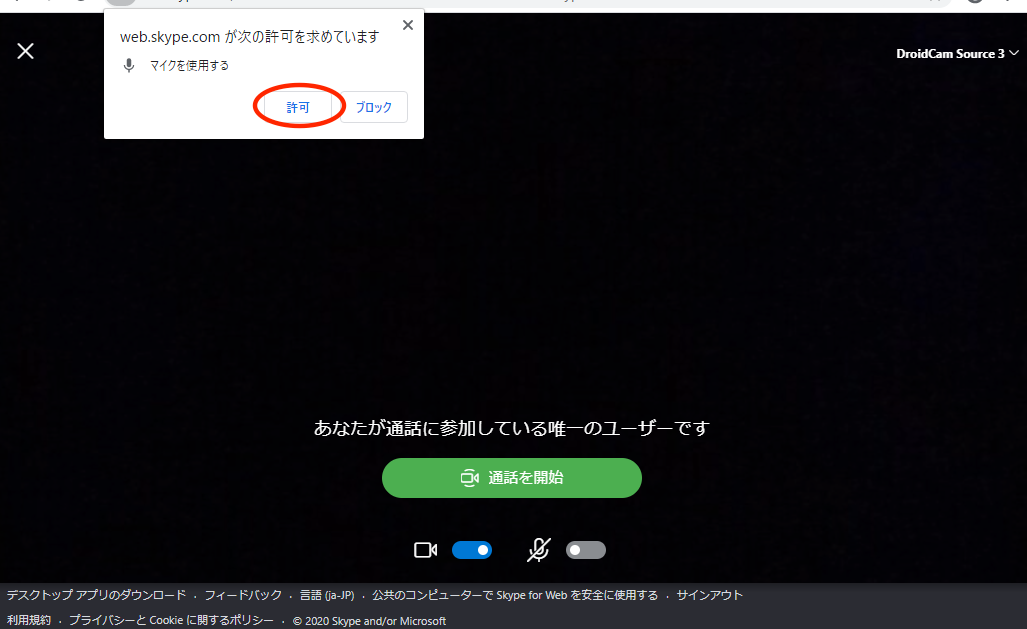 web.skype.com が次の許可を求めています
マイクを使用する
許可
ブロック
DroidCam Source 3
あなたが通話に参加している唯一のユーザーです
通話を開始
デスクトップ アプリのダウンロード · フィードバック · 言語 (ja-JP) · 公共のコンピューターで Skype for Web を安全に使用する · サインアウト
利用規約 · プライバシーと Cookie に関するポリシー · © 2020 Skype and/or Microsoft